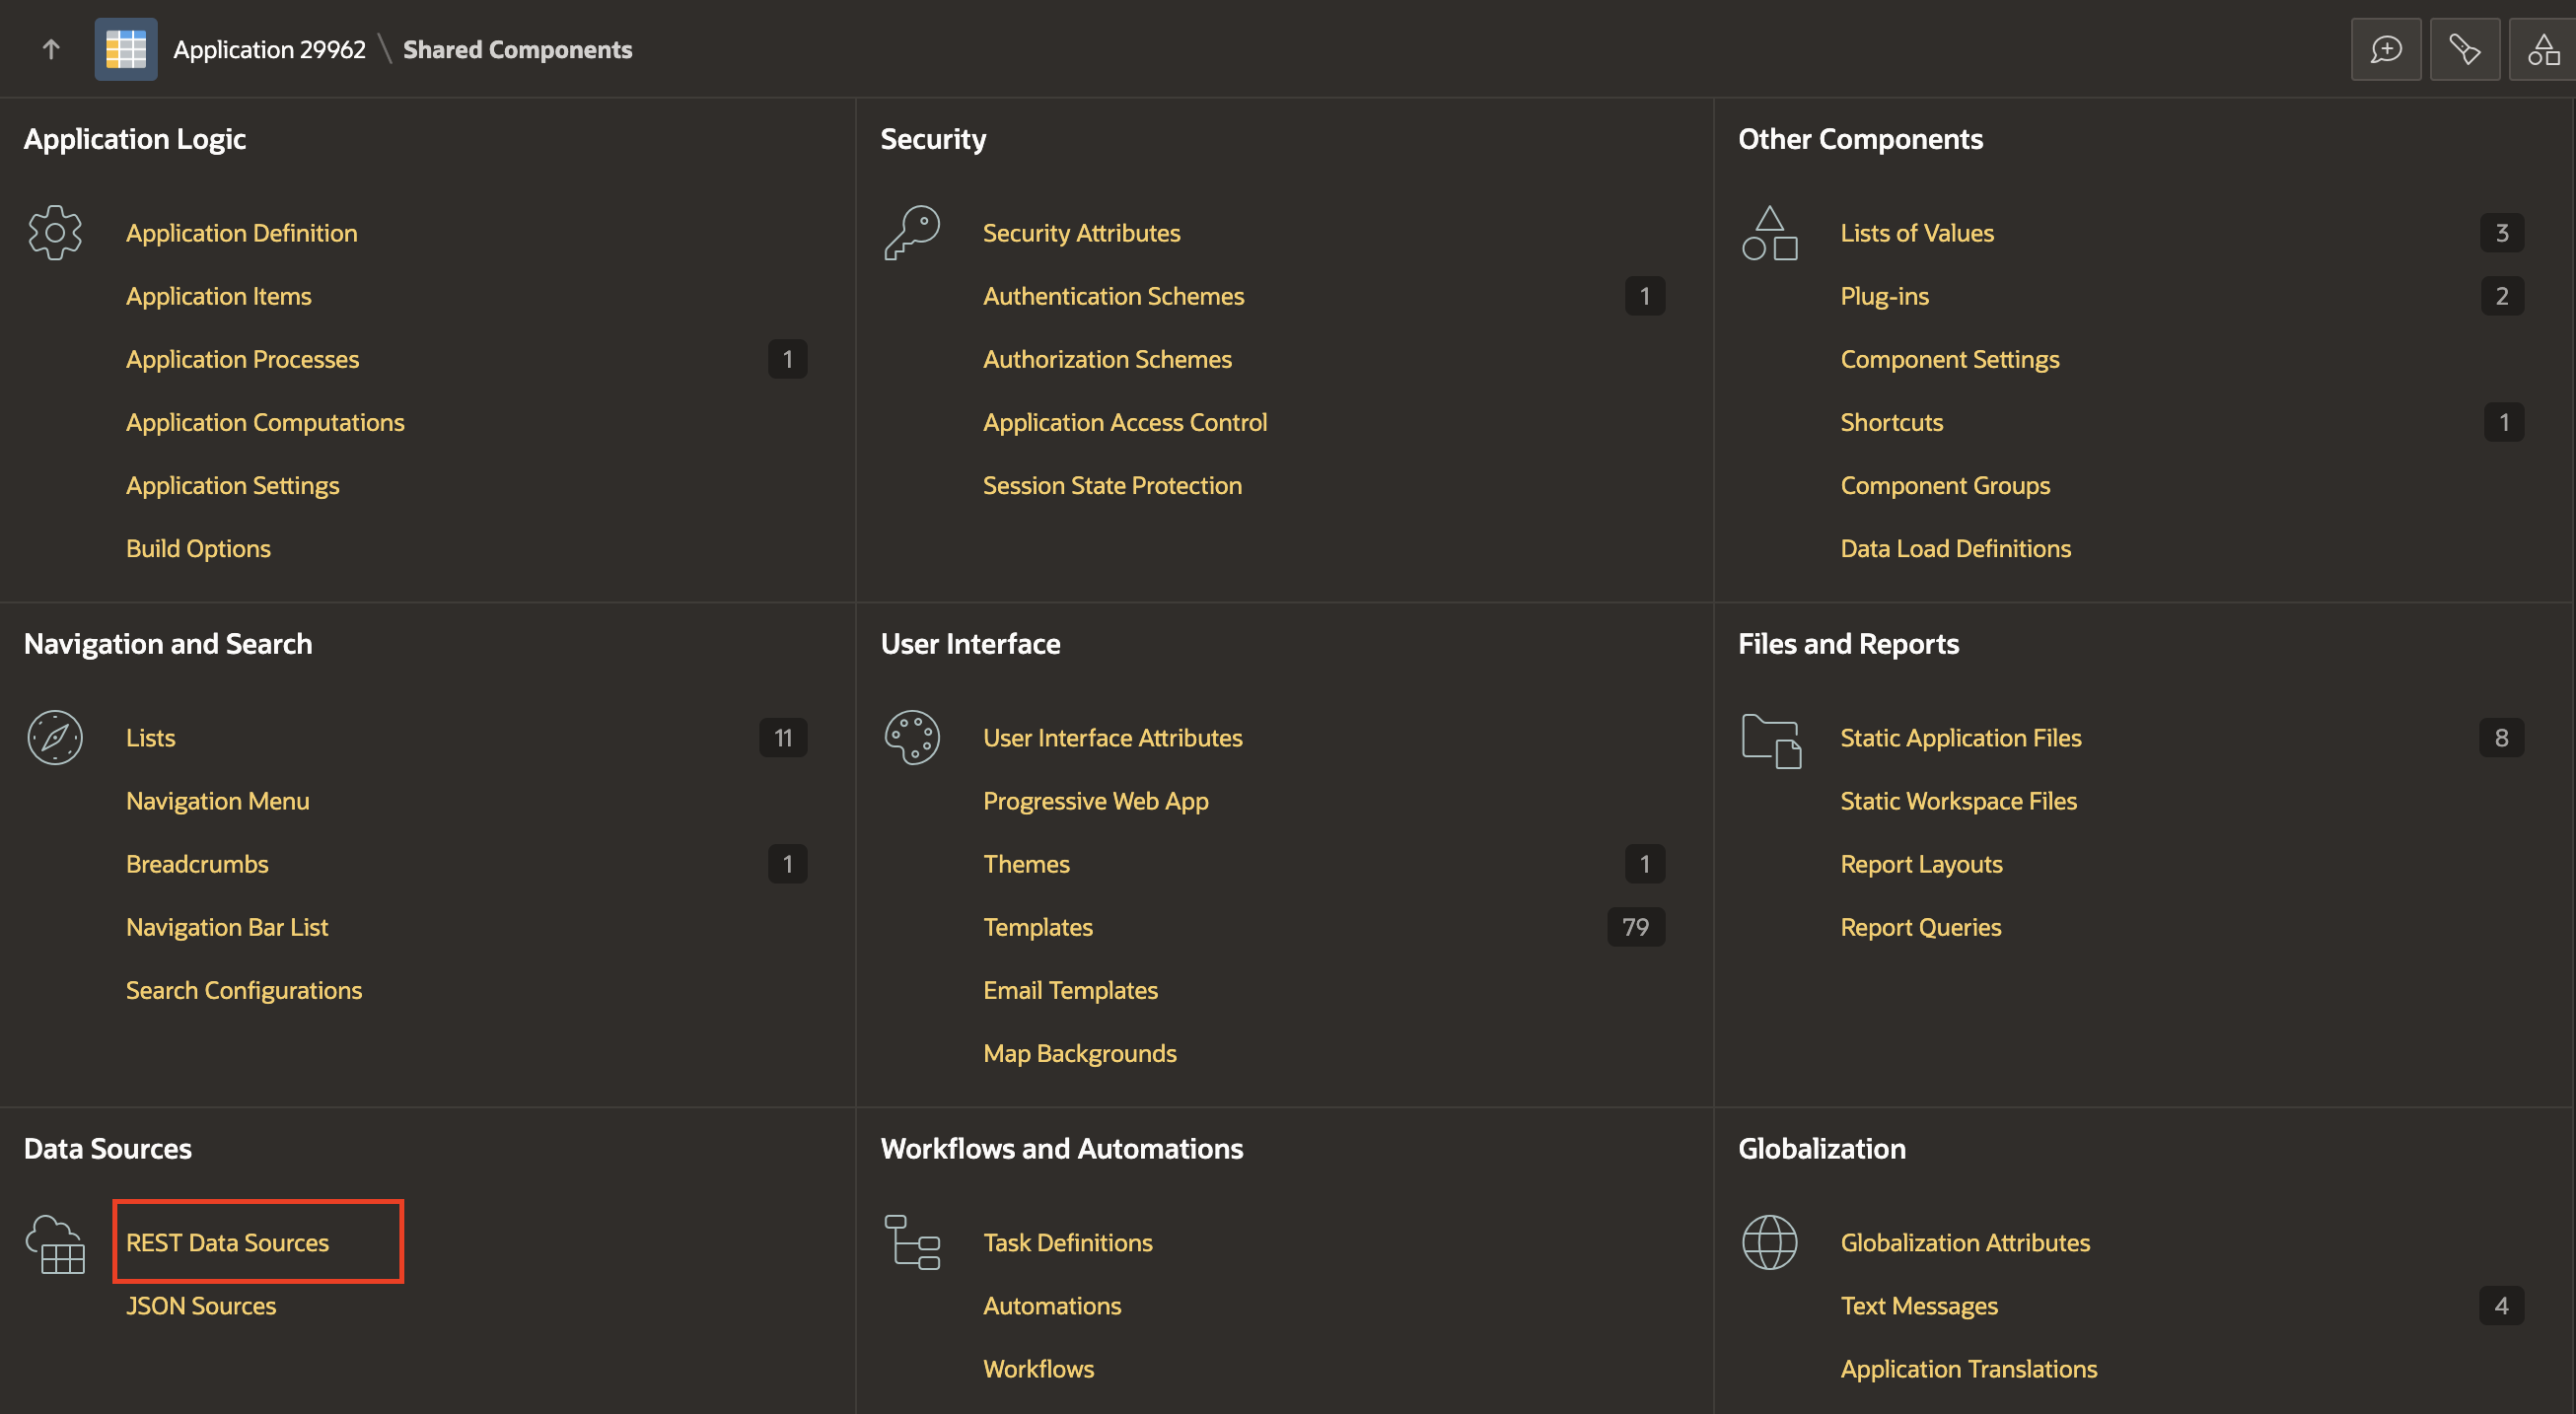 Application 29962 \ Shared Components
Application Logic
Application Definition
Application Items
Application Processes 1
Application Computations
Application Settings
Build Options
Security
Security Attributes
Authentication Schemes 1
Authorization Schemes
Application Access Control
Session State Protection
Other Components
Lists of Values 3
Plug-ins 2
Component Settings
Shortcuts 1
Component Groups
Data Load Definitions
Navigation and Search
Lists 11
Navigation Menu
Breadcrumbs 1
Navigation Bar List
Search Configurations
User Interface
User Interface Attributes
Progressive Web App
Themes 1
Templates 79
Email Templates
Map Backgrounds
Files and Reports
Static Application Files 8
Static Workspace Files
Report Layouts
Report Queries
Data Sources
REST Data Sources
JSON Sources
Workflows and Automations
Task Definitions
Automations
Workflows
Globalization
Globalization Attributes
Text Messages 4
Application Translations